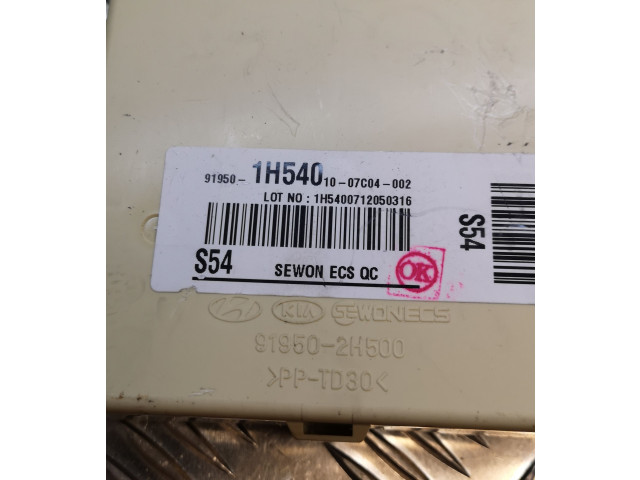 91950- 1H540 10-07C04-002
LOT NO : 1H5400712050316
S54 SEWON ECS QC OK
S54
KIA SEWONECS
91950-2H500
>PP-TD30<